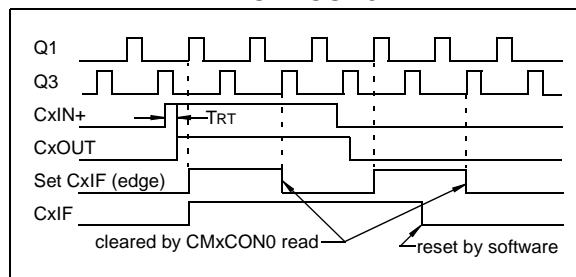 Q1
Q3
CxIN+
TRT
CxOUT
Set CxIF (edge)
CxIF
cleared by CMxCON0 read
reset by software